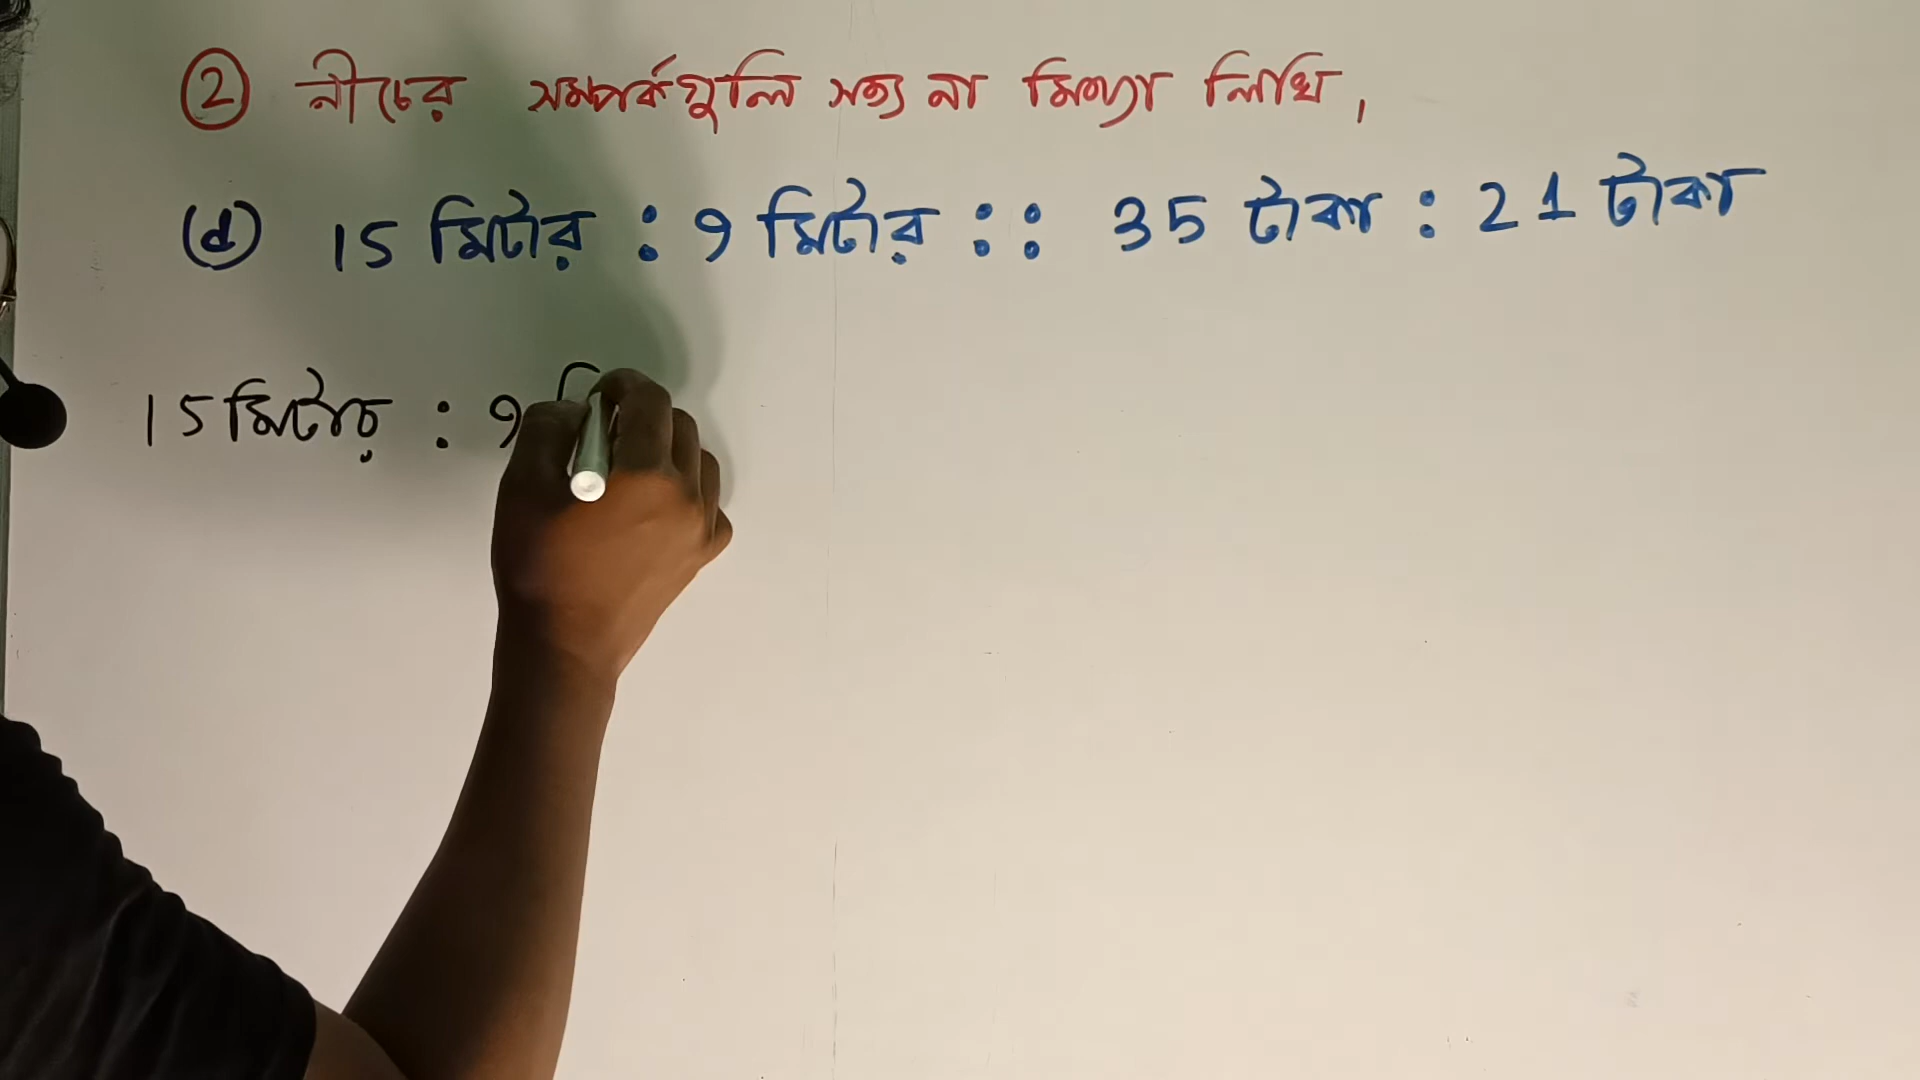 ② নীচের সম্পর্কগুলি সত্য না মিথ্যা লিখি,
(d) 15 মিটার : 9 মিটার :: 35 টাকা : 21 টাকা
15 মিটার : 9